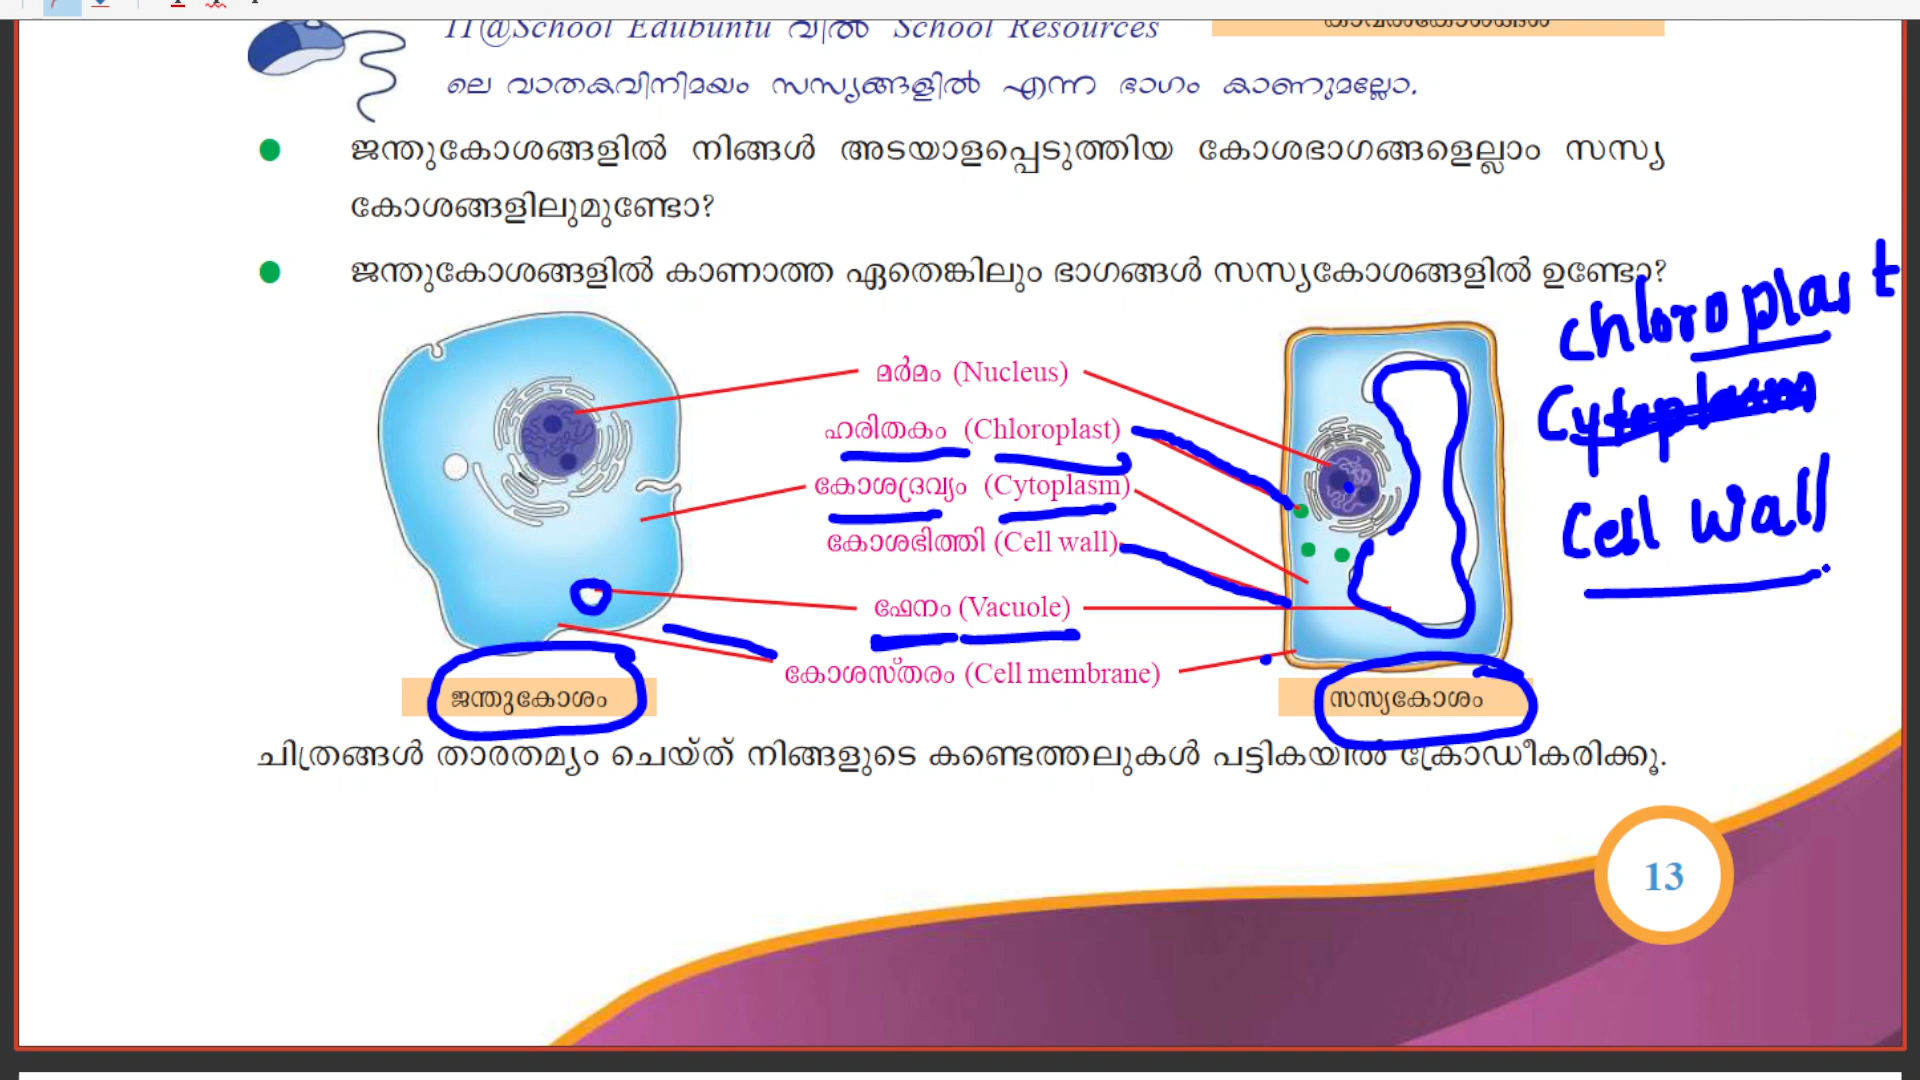 IT@School Edubuntu വിൽ School Resources
കാവൽകോശങ്ങൾ
ലെ വാതകവിനിമയം സസ്യങ്ങളിൽ എന്ന ഭാഗം കാണുമല്ലോ.
ജന്തുകോശങ്ങളിൽ നിങ്ങൾ അടയാളപ്പെടുത്തിയ കോശഭാഗങ്ങളെല്ലാം സസ്യ
കോശങ്ങളിലുമുണ്ടോ?
ജന്തുകോശങ്ങളിൽ കാണാത്ത ഏതെങ്കിലും ഭാഗങ്ങൾ സസ്യകോശങ്ങളിൽ ഉണ്ടോ?
Chloroplast
മർമം (Nucleus)
ഹരിതകം (Chloroplast)
Cytoplasm
കോശദ്രവ്യം (Cytoplasm)
Cell wall
കോശഭിത്തി (Cell wall)
ഫേനം (Vacuole)
കോശസ്തരം (Cell membrane)
ജന്തുകോശം
സസ്യകോശം
ചിത്രങ്ങൾ താരതമ്യം ചെയ്ത് നിങ്ങളുടെ കണ്ടെത്തലുകൾ പട്ടികയിൽ ക്രോഡീകരിക്കൂ.
13